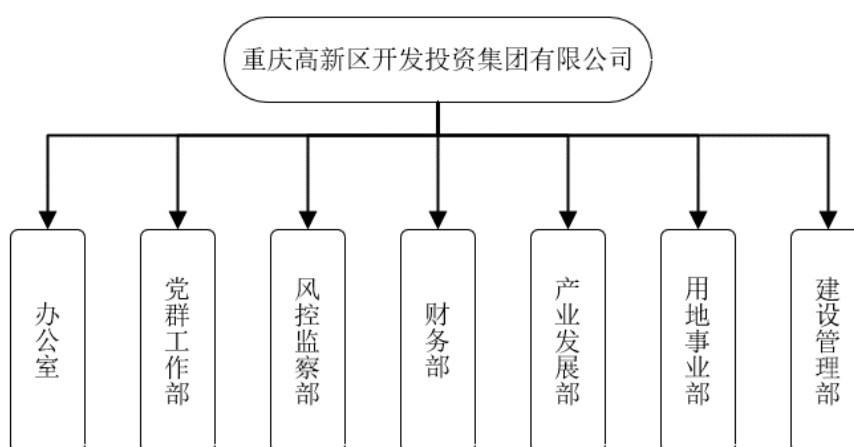 重庆高新区开发投资集团有限公司
办公室
党群工作部
风控监察部
财务部
产业发展部
用地事业部
建设管理部